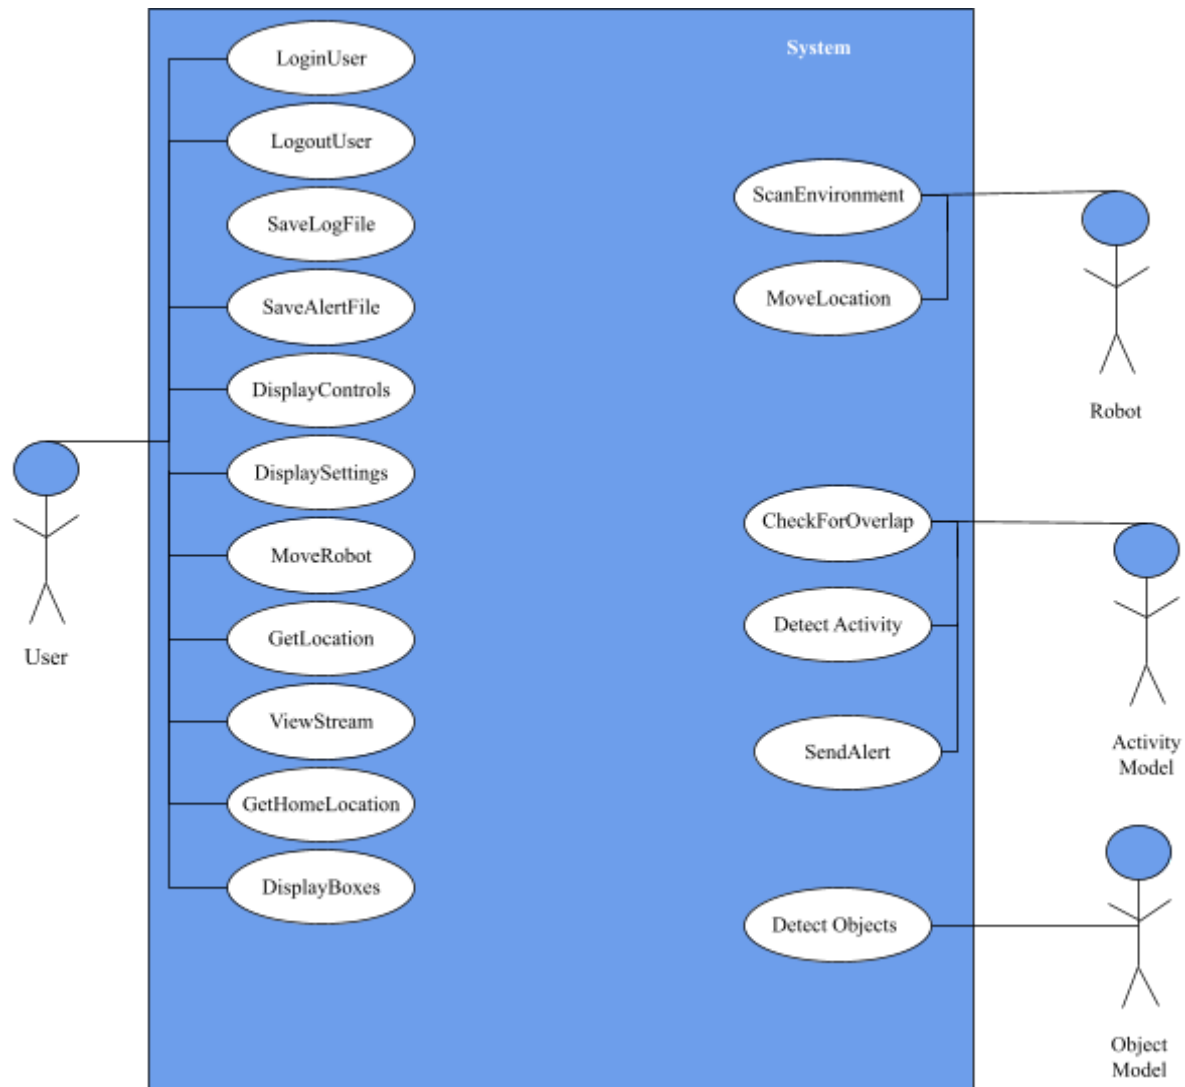 System
LoginUser
LogoutUser
SaveLogFile
SaveAlertFile
DisplayControls
DisplaySettings
MoveRobot
GetLocation
ViewStream
GetHomeLocation
DisplayBoxes
User
ScanEnvironment
MoveLocation
Robot
CheckForOverlap
Detect Activity
SendAlert
Activity
Model
Detect Objects
Object
Model